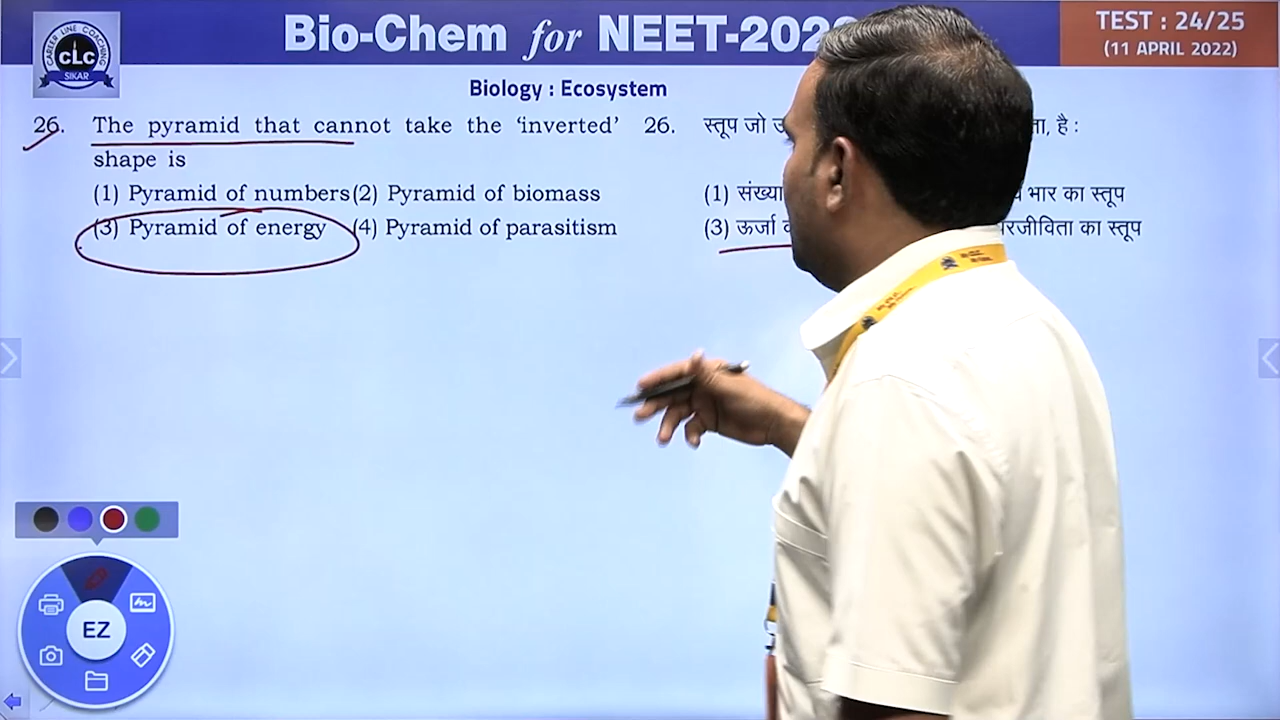 CAREER LINE COACHING
CLC
SIKAR
Bio-Chem for NEET-202
TEST : 24/25
(11 APRIL 2022)
Biology : Ecosystem
26. The pyramid that cannot take the ‘inverted’
shape is
(1) Pyramid of numbers (2) Pyramid of biomass
(3) Pyramid of energy (4) Pyramid of parasitism
26. स्तूप जो है :
(1) संख्या भार का स्तूप
(3) ऊर्जा का स्तूप
EZ